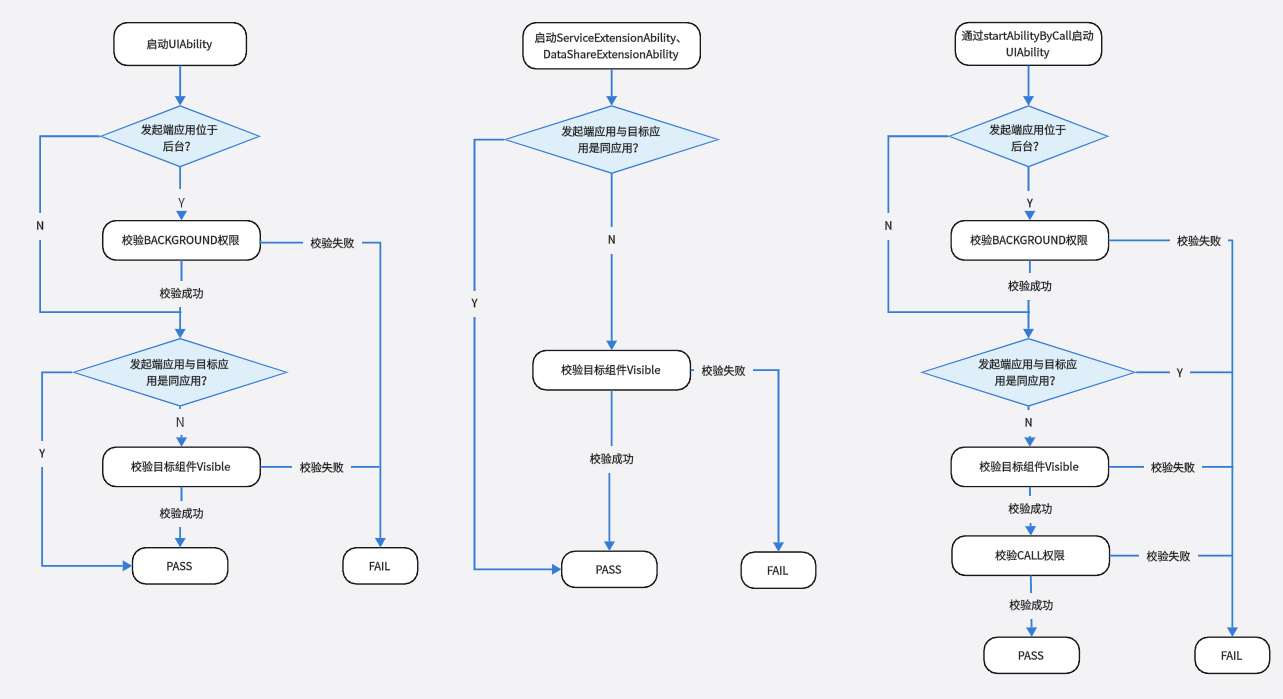 启动UIAbility
发起端应用位于
后台?
Y
N
校验BACKGROUND权限
校验失败
校验成功
发起端应用与目标应
用是同应用?
N
Y
校验目标组件Visible
校验失败
校验成功
PASS
FAIL
启动ServiceExtensionAbility、
DataShareExtensionAbility
发起端应用与目标应
用是同应用?
N
Y
校验目标组件Visible
校验失败
校验成功
PASS
FAIL
通过startAbilityByCall启动
UIAbility
发起端应用位于
后台?
Y
N
校验BACKGROUND权限
校验失败
校验成功
发起端应用与目标应
用是同应用?
Y
N
校验目标组件Visible
校验失败
校验成功
校验CALL权限
校验失败
校验成功
PASS
FAIL